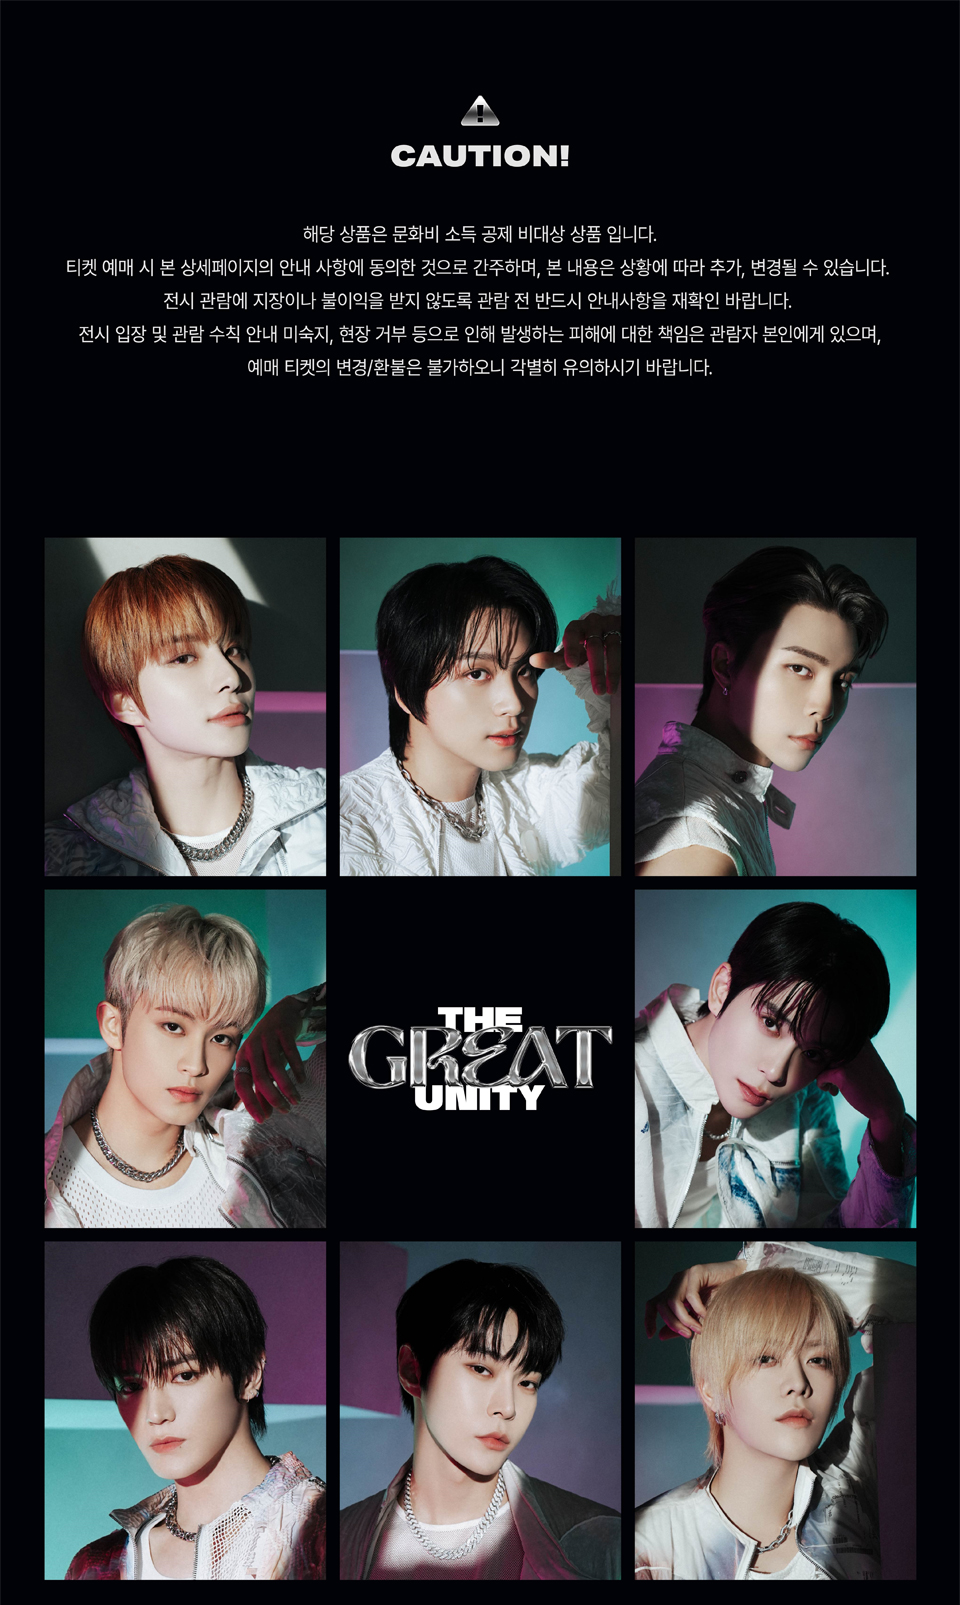 CAUTION!
해당 상품은 문화비 소득 공제 비대상 상품 입니다.
티켓 예매 시 본 상세페이지의 안내 사항에 동의한 것으로 간주하며, 본 내용은 상황에 따라 추가, 변경될 수 있습니다.
전시 관람에 지장이나 불이익을 받지 않도록 관람 전 반드시 안내사항을 재확인 바랍니다.
전시 입장 및 관람 수칙 안내 미숙지, 현장 거부 등으로 인해 발생하는 피해에 대한 책임은 관람자 본인에게 있으며,
예매 티켓의 변경/환불은 불가하오니 각별히 유의하시기 바랍니다.
THE
GREAT
UNITY